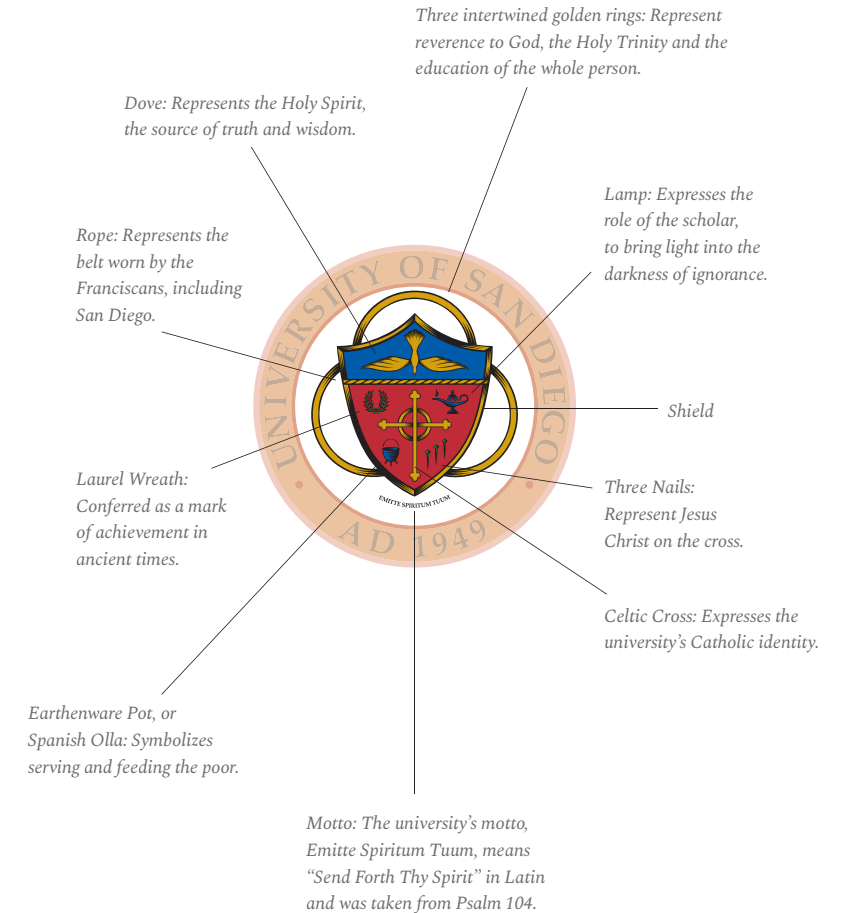 Three intertwined golden rings: Represent
reverence to God, the Holy Trinity and the
education of the whole person.
Dove: Represents the Holy Spirit,
the source of truth and wisdom.
Lamp: Expresses the
role of the scholar,
to bring light into the
darkness of ignorance.
Rope: Represents the
belt worn by the
Franciscans, including
San Diego.
UNIVERSITY OF SAN DIEGO
Shield
Laurel Wreath:
Conferred as a mark
of achievement in
ancient times.
Three Nails:
Represent Jesus
Christ on the cross.
EMITTE SPIRITUM TUUM
AD 1949
Celtic Cross: Expresses the
university’s Catholic identity.
Earthenware Pot, or
Spanish Olla: Symbolizes
serving and feeding the poor.
Motto: The university’s motto,
Emitte Spiritum Tuum, means
“Send Forth Thy Spirit” in Latin
and was taken from Psalm 104.